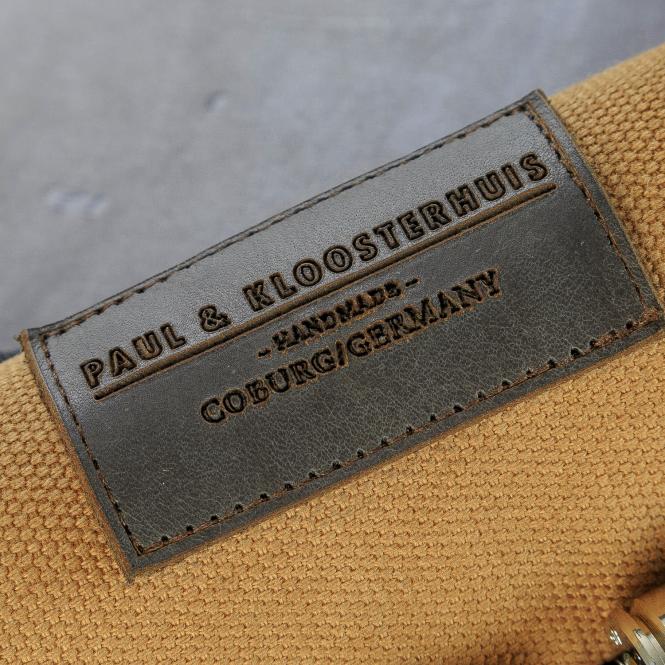 PAUL & KLOOSTERHUIS
- HANDMADE -
COBURG/GERMANY